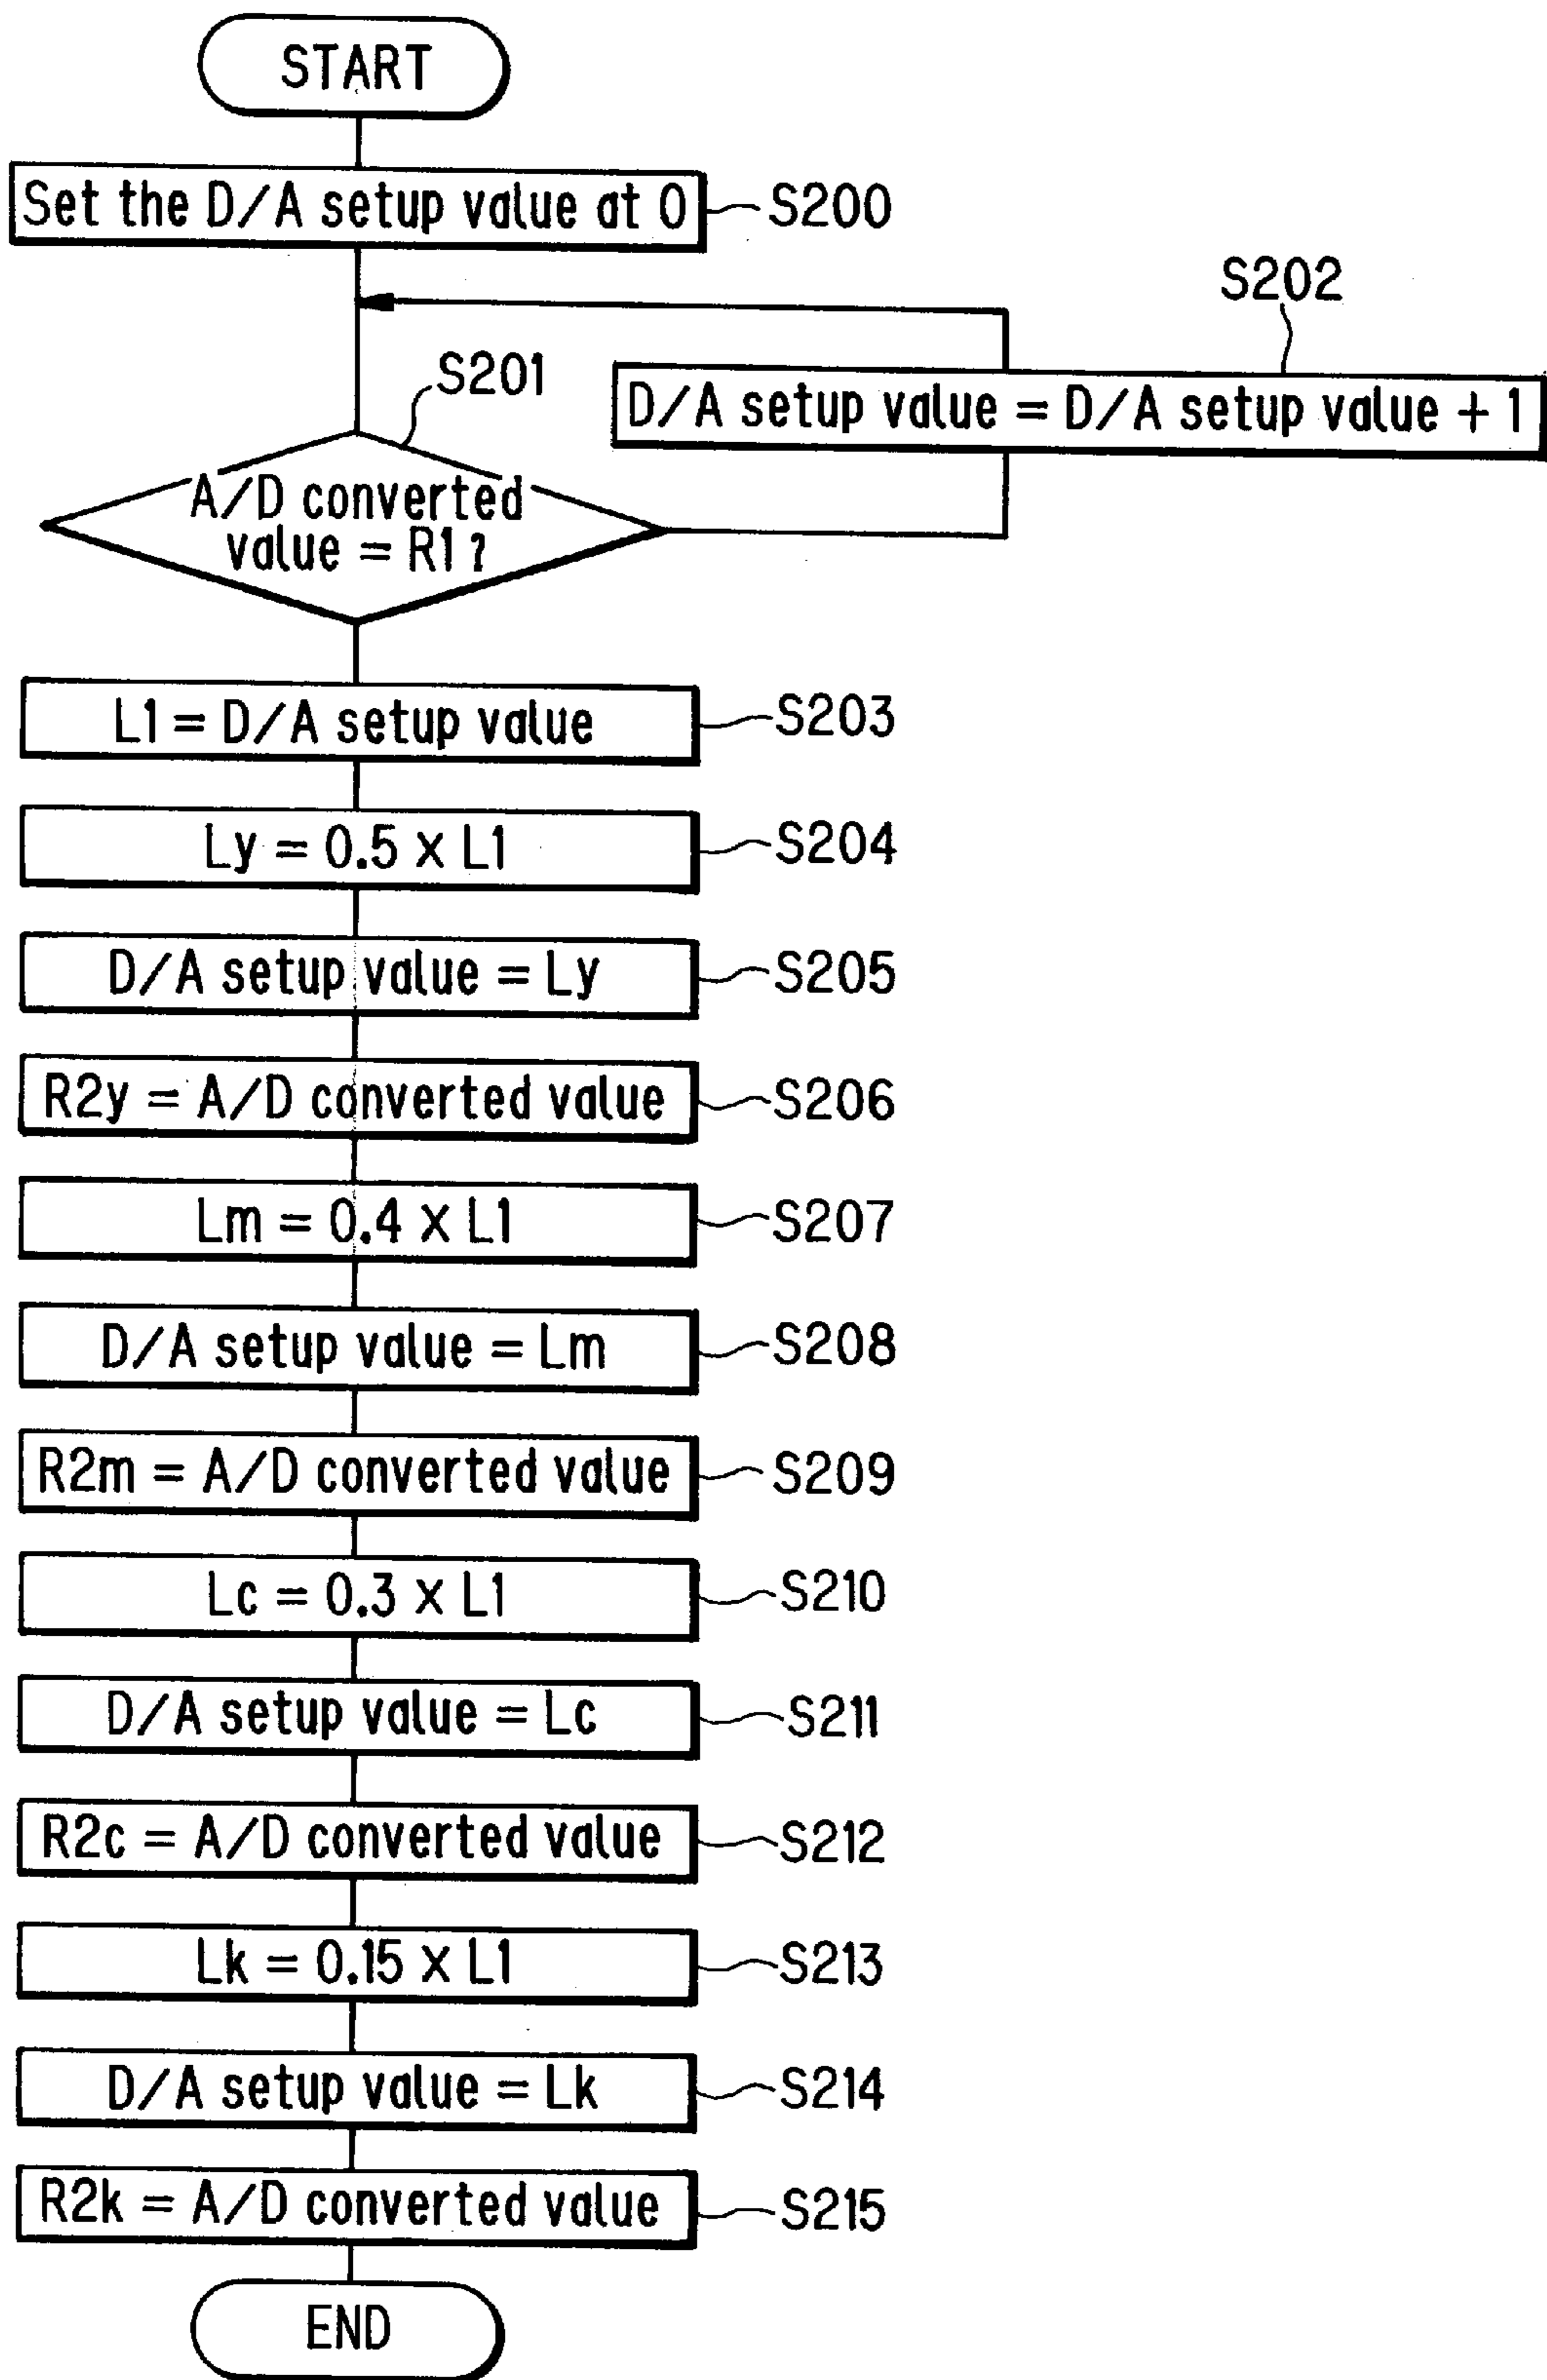 START
Set the D/A setup value at 0
S200
S202
D/A setup value = D/A setup value + 1
S201
A/D converted
value = R1?
L1 = D/A setup value
S203
Ly = 0.5 × L1
S204
D/A setup value = Ly
S205
R2y = A/D converted value
S206
Lm = 0.4 × L1
S207
D/A setup value = Lm
S208
R2m = A/D converted value
S209
Lc = 0.3 × L1
S210
D/A setup value = Lc
S211
R2c = A/D converted value
S212
Lk = 0.15 × L1
S213
D/A setup value = Lk
S214
R2k = A/D converted value
S215
END